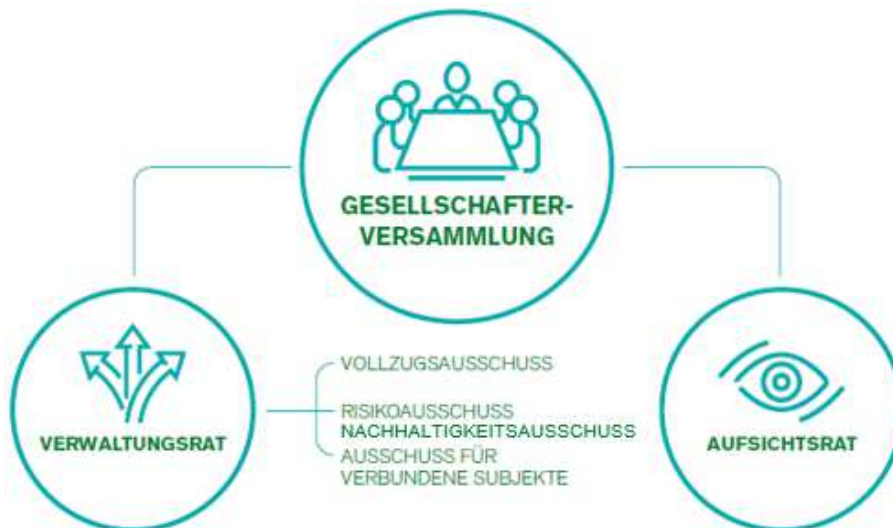 GESELLSCHAFTER-
VERSAMMLUNG
VERWALTUNGSRAT
VOLLZUGSAUSSCHUSS
RISIKOAUSSCHUSS
NACHHALTIGKEITSAUSSCHUSS
AUSSCHUSS FÜR
VERBUNDENE SUBJEKTE
AUFSICHTSRAT